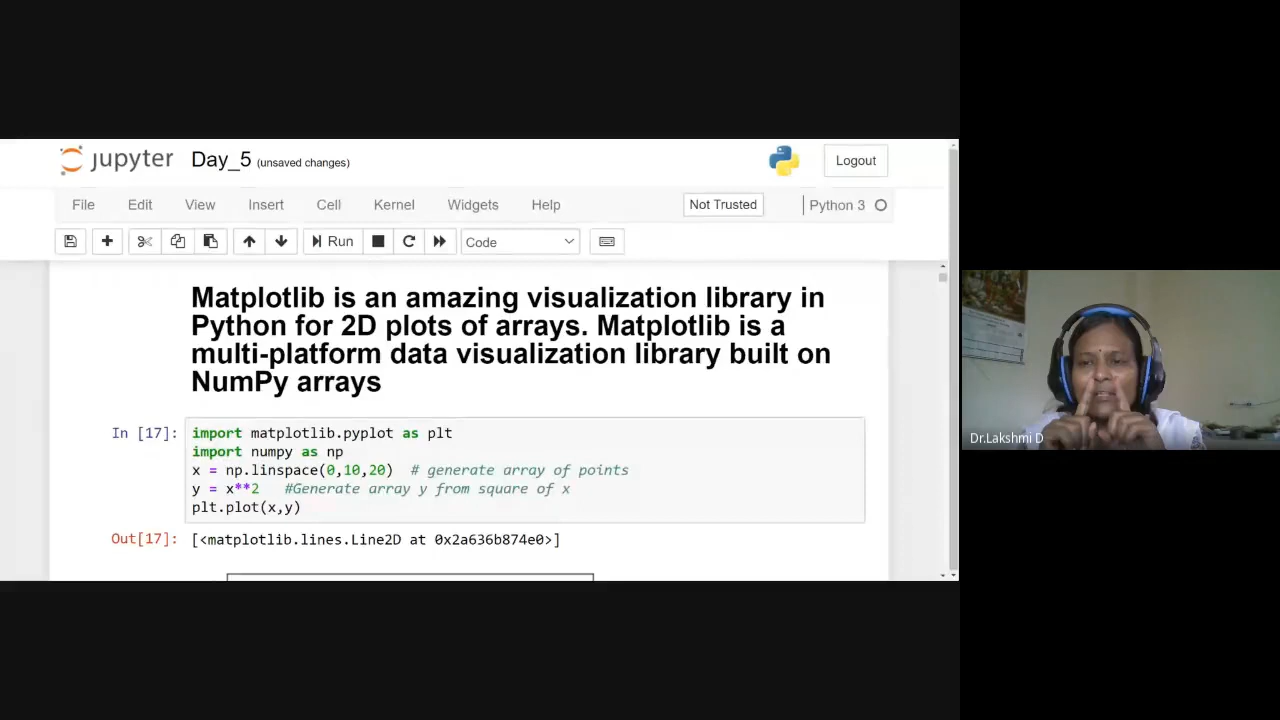 jupyter Day_5 (unsaved changes)
Logout
File Edit View Insert Cell Kernel Widgets Help Not Trusted Python 3
Run Code
Matplotlib is an amazing visualization library in
Python for 2D plots of arrays. Matplotlib is a
multi-platform data visualization library built on
NumPy arrays
In [17]: import matplotlib.pyplot as plt
import numpy as np
x = np.linspace(0,10,20) # generate array of points
y = x**2 #Generate array y from square of x
plt.plot(x,y)
Out[17]: [<matplotlib.lines.Line2D at 0x2a636b874e0>]
Dr.Lakshmi D